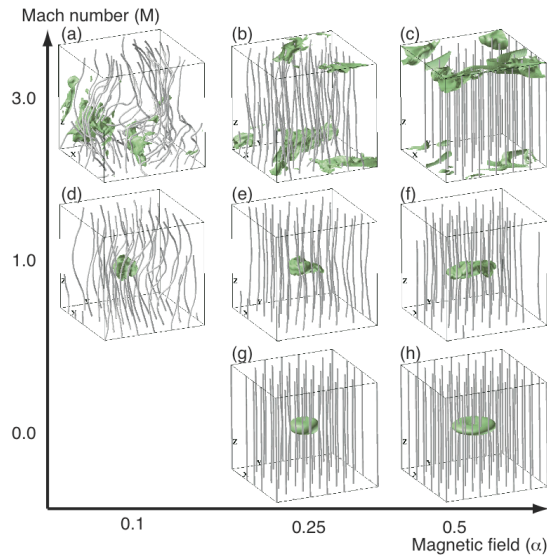 Mach number (M)
(a) (b) (c)
3.0
Z X Z X Y Z X Y
(d) (e) (f)
1.0
Z X Y Z X Y Z X Y
(g) (h)
0.0
Z X Y Z X Y
0.1 0.25 0.5
Magnetic field (α)